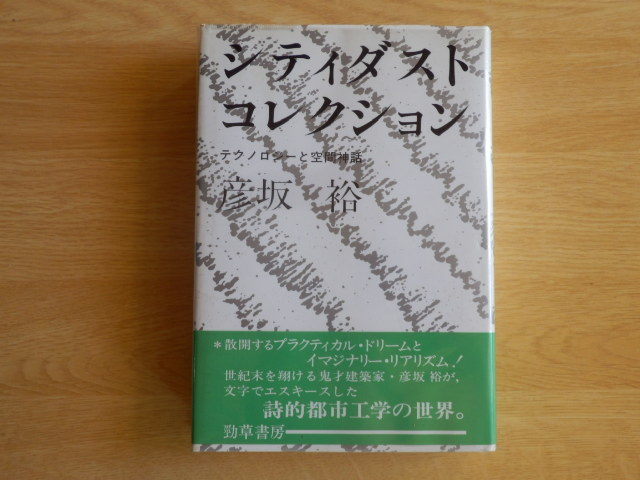 シティダスト
コレクション
テクノロジーと空間神話
彦坂 裕
*散開するプラクティカル・ドリームと
イマジナリー・リアリズム!
世紀末を翔ける鬼才建築家・彦坂 裕が、
文字でエスキースした
詩的都市工学の世界。
勁草書房